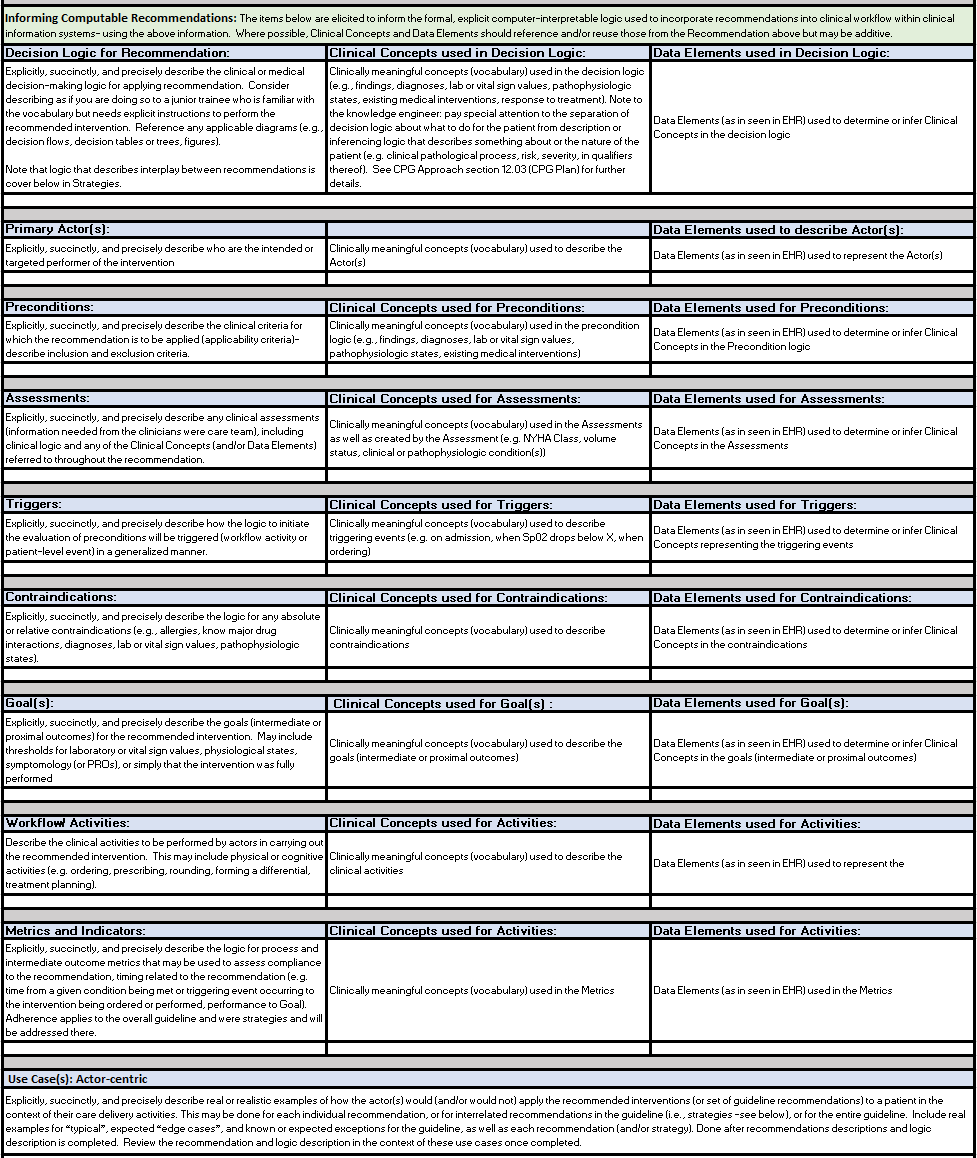 Informing Computable Recommendations: The items below are elicited to inform the formal, explicit computer-interpretable logic used to incorporate recommendations into clinical workflow within clinical
information systems- using the above information. Where possible, Clinical Concepts and Data Elements should reference and/or reuse those from the Recommendation above but may be additive.
Decision Logic for Recommendation:
Explicitly, succinctly, and precisely describe the clinical or medical
decision-making logic for applying recommendation. Consider
describing as if you are doing so to a junior trainee who is familiar with
the vocabulary but needs explicit instructions to perform the
recommended intervention. Reference any applicable diagrams (e.g.,
decision flows, decision tables or trees, figures).
Note that logic that describes interplay between recommendations is
cover below in Strategies.
Clinical Concepts used in Decision Logic:
Clinically meaningful concepts (vocabulary) used in the decision logic
(e.g., findings, diagnoses, lab or vital sign values, pathophysiologic
states, existing medical interventions, response to treatment). Note to
the knowledge engineer: pay special attention to the separation of
decision logic about what to do for the patient from description or
inferencing logic that describes something about or the nature of the
patient (e.g. clinical pathological process, risk, severity, in qualifiers
thereof). See CPG Approach section 12.03 (CPG Plan) for further
details.
Data Elements used in Decision Logic:
Data Elements (as in seen in EHR) used to determine or infer Clinical
Concepts in the decision logic
Primary Actor(s):
Explicitly, succinctly, and precisely describe who are the intended or
targeted performer of the intervention
Clinically meaningful concepts (vocabulary) used to describe the
Actor(s)
Data Elements used to describe Actor(s):
Data Elements (as in seen in EHR) used to represent the Actor(s)
Preconditions:
Explicitly, succinctly, and precisely describe the clinical criteria for
which the recommendation is to be applied (applicability criteria)-
describe inclusion and exclusion criteria.
Clinical Concepts used for Preconditions:
Clinically meaningful concepts (vocabulary) used in the precondition
logic (e.g., findings, diagnoses, lab or vital sign values,
pathophysiologic states, existing medical interventions)
Data Elements used for Preconditions:
Data Elements (as in seen in EHR) used to determine or infer Clinical
Concepts in the Precondition logic
Assessments:
Explicitly, succinctly, and precisely describe any clinical assessments
(information needed from the clinicians were care team), including
clinical logic and any of the Clinical Concepts (and/or Data Elements)
referred to throughout the recommendation.
Clinical Concepts used for Assessments:
Clinically meaningful concepts (vocabulary) used in the Assessments
as well as created by the Assessment (e.g. NYHA Class, volume
status, clinical or pathophysiologic condition(s))
Data Elements used for Assessments:
Data Elements (as in seen in EHR) used to determine or infer Clinical
Concepts in the Assessments
Triggers:
Explicitly, succinctly, and precisely describe how the logic to initiate
the evaluation of preconditions will be triggered (workflow activity or
patient-level event) in a generalized manner.
Clinical Concepts used for Triggers:
Clinically meaningful concepts (vocabulary) used to describe
triggering events (e.g. on admission, when Sp02 drops below X, when
ordering)
Data Elements used for Triggers:
Data Elements (as in seen in EHR) used to determine or infer Clinical
Concepts representing the triggering events
Contraindications:
Explicitly, succinctly, and precisely describe the logic for any absolute
or relative contraindications (e.g., allergies, know major drug
interactions, diagnoses, lab or vital sign values, pathophysiologic
states).
Clinical Concepts used for Contraindications:
Clinically meaningful concepts (vocabulary) used to describe
contraindications
Data Elements used for Contraindications:
Data Elements (as in seen in EHR) used to determine or infer Clinical
Concepts in the contraindications
Goal(s):
Explicitly, succinctly, and precisely describe the goals (intermediate or
proximal outcomes) for the recommended intervention. May include
thresholds for laboratory or vital sign values, physiological states,
symptomology (or PROs), or simply that the intervention was fully
performed
Clinical Concepts used for Goal(s) :
Clinically meaningful concepts (vocabulary) used to describe the
goals (intermediate or proximal outcomes)
Data Elements used for Goal(s):
Data Elements (as in seen in EHR) used to determine or infer Clinical
Concepts in the goals (intermediate or proximal outcomes)
Workflow/ Activities:
Describe the clinical activities to be performed by actors in carrying out
the recommended intervention. This may include physical or cognitive
activities (e.g. ordering, prescribing, rounding, forming a differential,
treatment planning).
Clinical Concepts used for Activities:
Clinically meaningful concepts (vocabulary) used to describe the
clinical activities
Data Elements used for Activities:
Data Elements (as in seen in EHR) used to represent the
Metrics and Indicators:
Explicitly, succinctly, and precisely describe the logic for process and
intermediate outcome metrics that may be used to assess compliance
to the recommendation, timing related to the recommendation (e.g.
time from a given condition being met or triggering event occurring to
the intervention being ordered or performed, performance to Goal).
Adherence applies to the overall guideline and were strategies and will
be addressed there.
Clinical Concepts used for Activities:
Clinically meaningful concepts (vocabulary) used in the Metrics
Data Elements used for Activities:
Data Elements (as in seen in EHR) used in the Metrics
Use Case(s): Actor-centric
Explicitly, succinctly, and precisely describe real or realistic examples of how the actor(s) would (and/or would not) apply the recommended interventions (or set of guideline recommendations) to a patient in the
context of their care delivery activities. This may be done for each individual recommendation, or for interrelated recommendations in the guideline (i.e., strategies -see below), or for the entire guideline. Include real
examples for "typical", expected "edge cases", and known or expected exceptions for the guideline, as well as each recommendation (and/or strategy). Done after recommendations descriptions and logic
description is completed. Review the recommendation and logic description in the context of these use cases once completed.